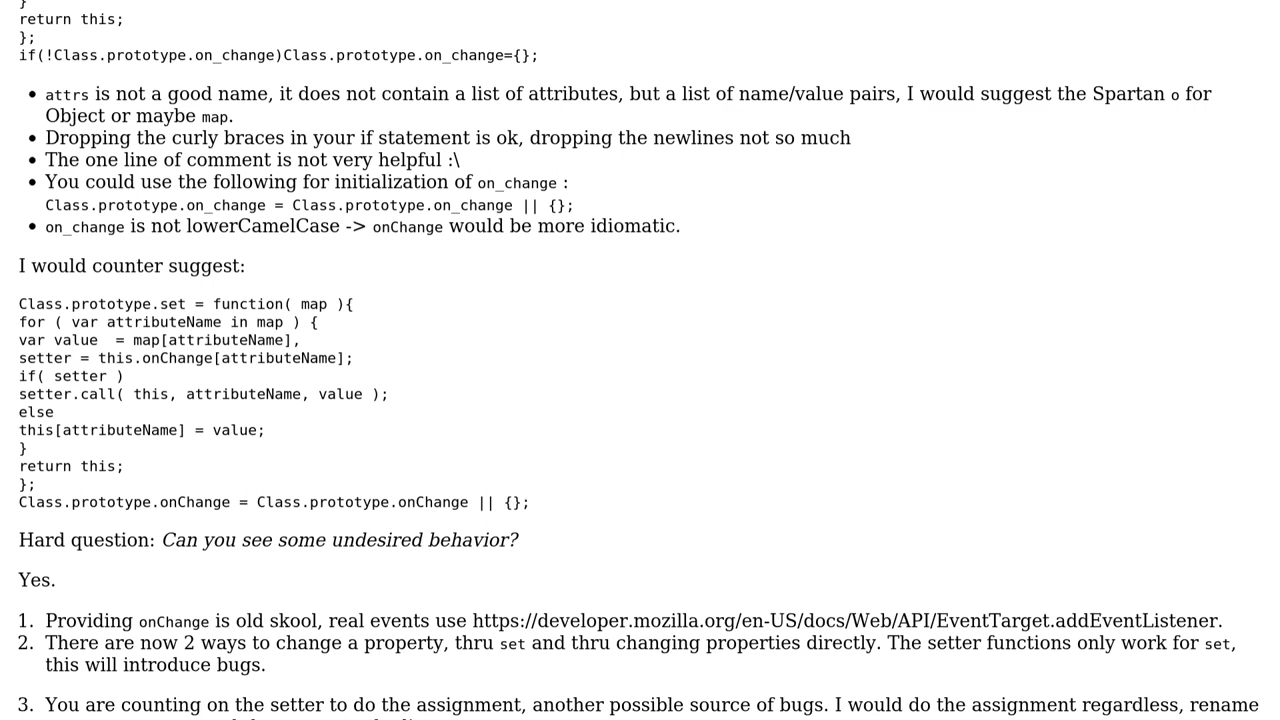 }
return this;
};
if(!Class.prototype.on_change)Class.prototype.on_change={};
• attrs is not a good name, it does not contain a list of attributes, but a list of name/value pairs, I would suggest the Spartan o for
Object or maybe map.
• Dropping the curly braces in your if statement is ok, dropping the newlines not so much
• The one line of comment is not very helpful :\
• You could use the following for initialization of on_change :
Class.prototype.on_change = Class.prototype.on_change || {};
• on_change is not lowerCamelCase -> onChange would be more idiomatic.
I would counter suggest:
Class.prototype.set = function( map ){
for ( var attributeName in map ) {
var value  = map[attributeName],
setter = this.onChange[attributeName];
if( setter )
setter.call( this, attributeName, value );
else
this[attributeName] = value;
}
return this;
};
Class.prototype.onChange = Class.prototype.onChange || {};
Hard question: Can you see some undesired behavior?
Yes.
1. Providing onChange is old skool, real events use https://developer.mozilla.org/en-US/docs/Web/API/EventTarget.addEventListener.
2. There are now 2 ways to change a property, thru set and thru changing properties directly. The setter functions only work for set,
this will introduce bugs.
3. You are counting on the setter to do the assignment, another possible source of bugs. I would do the assignment regardless, rename